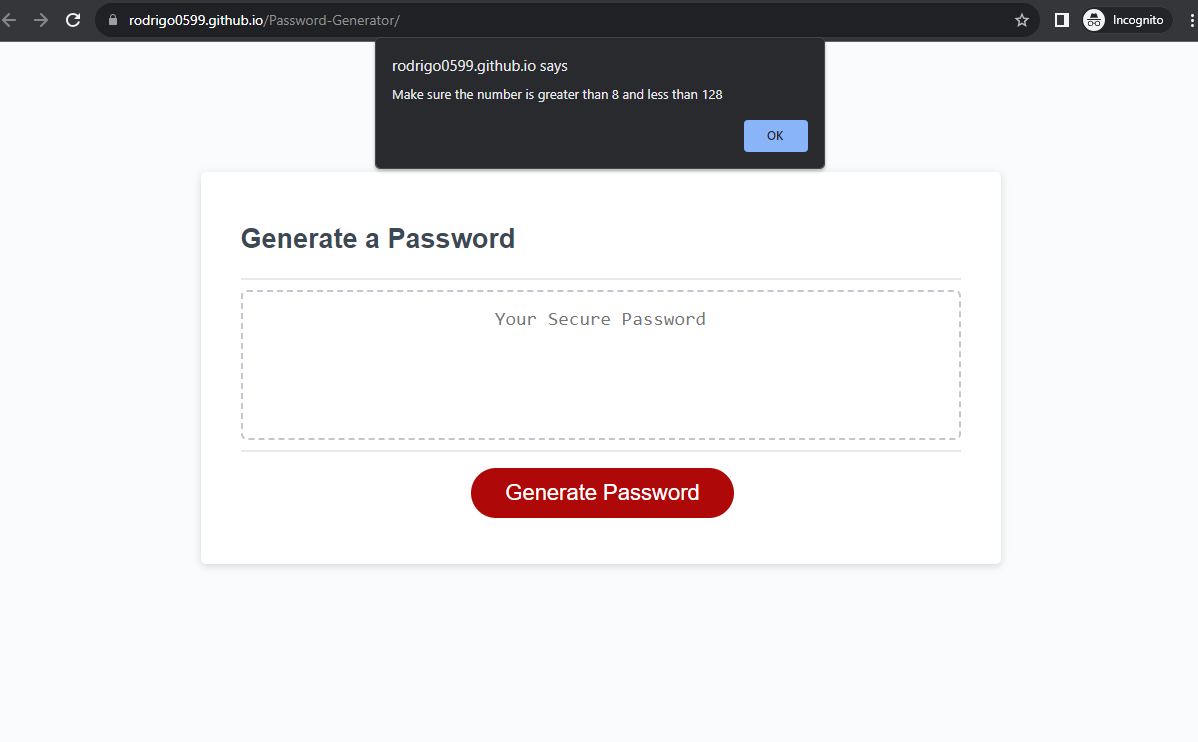 rodrigo0599.github.io/Password-Generator/
Incognito
rodrigo0599.github.io says
Make sure the number is greater than 8 and less than 128
OK
Generate a Password
Your Secure Password
Generate Password